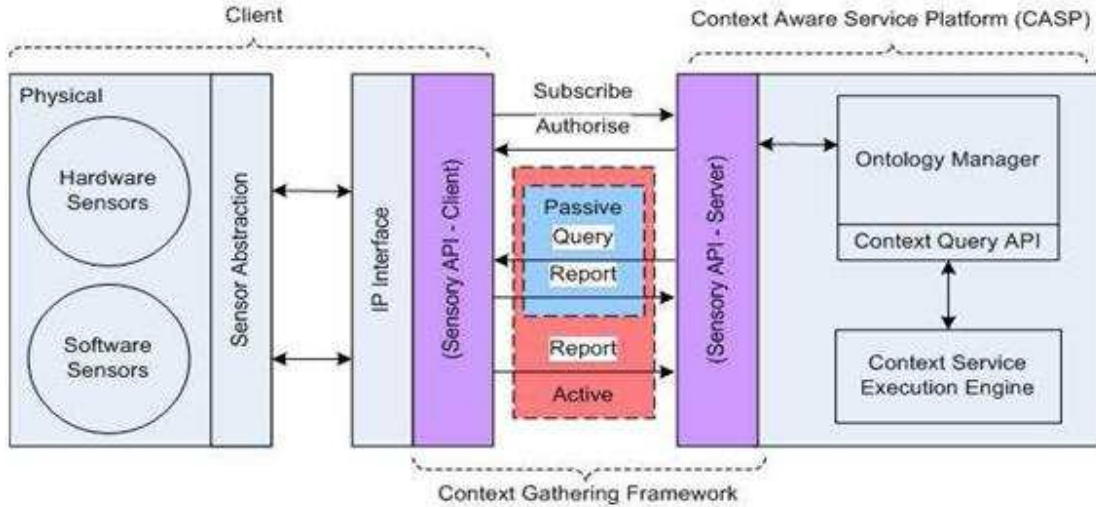 Client
Context Aware Service Platform (CASP)
Physical
Hardware
Sensors
Software
Sensors
Sensor Abstraction
IP Interface
(Sensory API - Client)
Subscribe
Authorise
Passive
Query
Report
Report
Active
(Sensory API - Server)
Ontology Manager
Context Query API
Context Service
Execution Engine
Context Gathering Framework